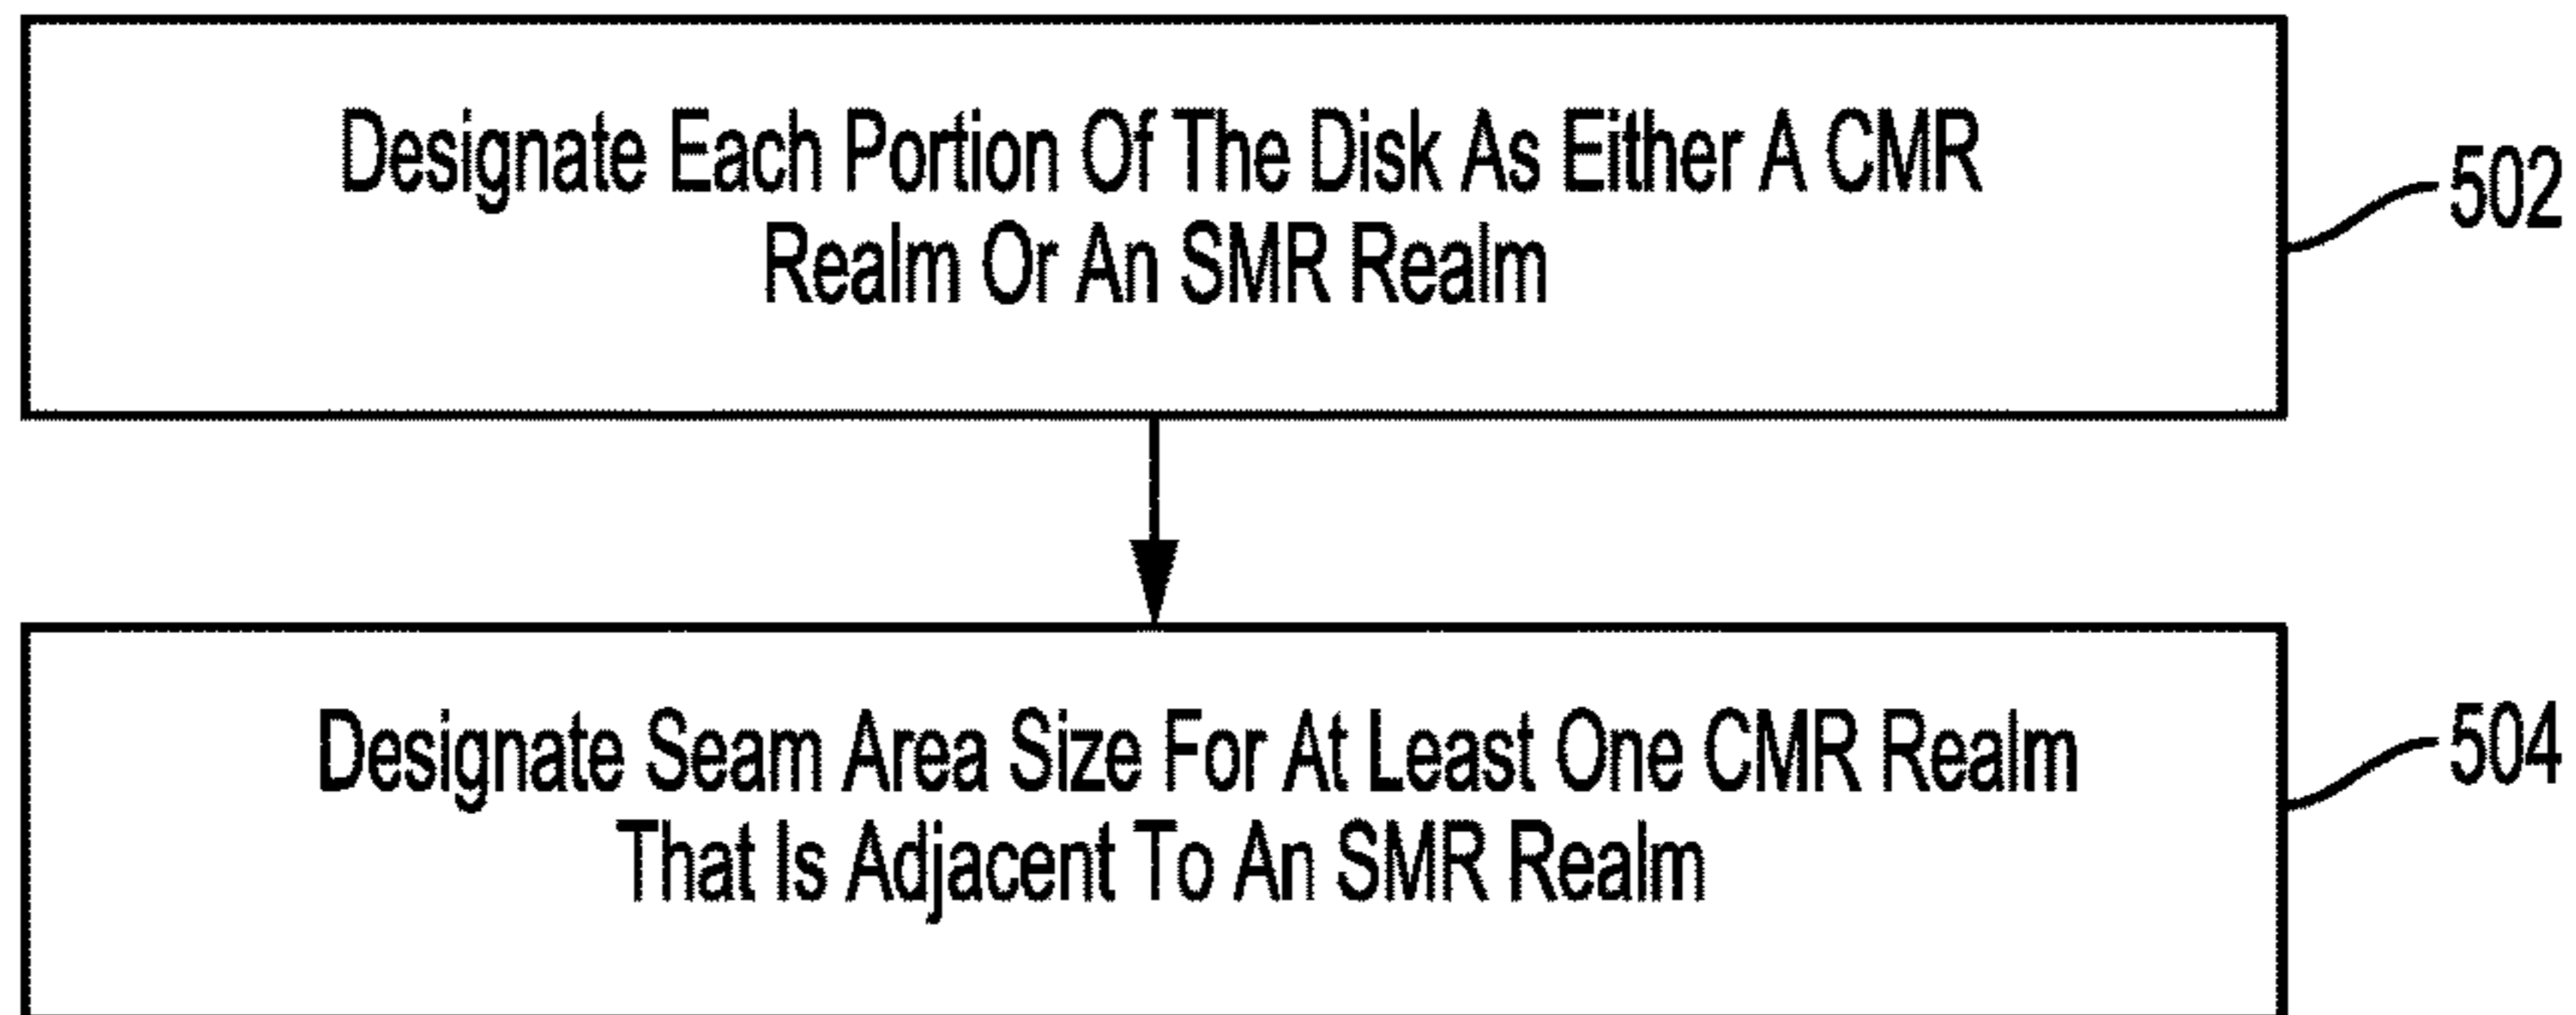 Designate Each Portion Of The Disk As Either A CMR
Realm Or An SMR Realm
502
Designate Seam Area Size For At Least One CMR Realm
That Is Adjacent To An SMR Realm
504